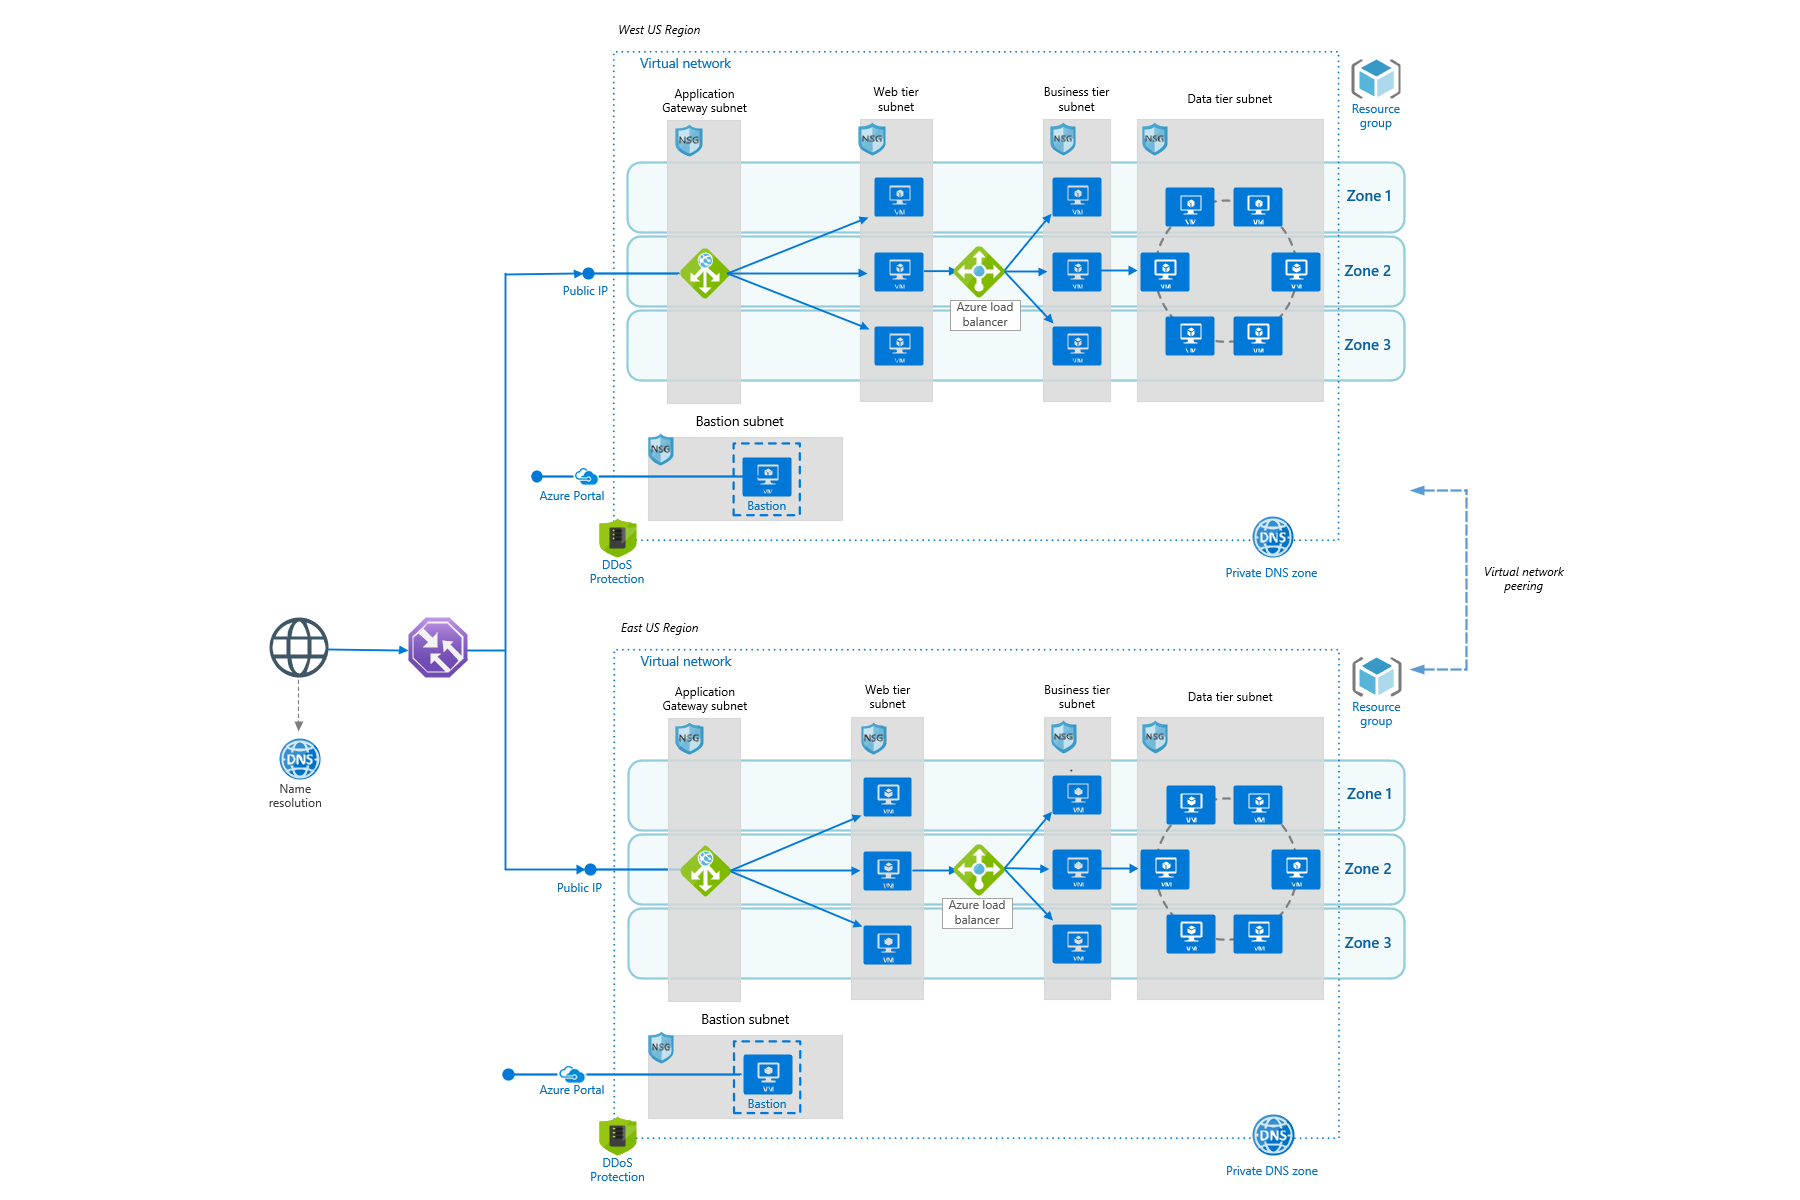 West US Region
Virtual network
Application
Gateway subnet
Web tier
subnet
Business tier
subnet
Data tier subnet
Resource
group
NSG
NSG
NSG
NSG
VM
VM
VM
VM
Zone 1
Public IP
VM
VM
VM
VM
Zone 2
Azure load
balancer
VM
VM
VM
VM
Zone 3
Bastion subnet
NSG
VM
Bastion
Azure Portal
DDoS
Protection
DNS
Private DNS zone
Virtual network
peering
DNS
Name
resolution
East US Region
Virtual network
Application
Gateway subnet
Web tier
subnet
Business tier
subnet
Data tier subnet
Resource
group
NSG
NSG
NSG
NSG
VM
VM
VM
VM
Zone 1
Public IP
VM
VM
VM
VM
Zone 2
Azure load
balancer
VM
VM
VM
VM
Zone 3
Bastion subnet
NSG
VM
Bastion
Azure Portal
DDoS
Protection
DNS
Private DNS zone